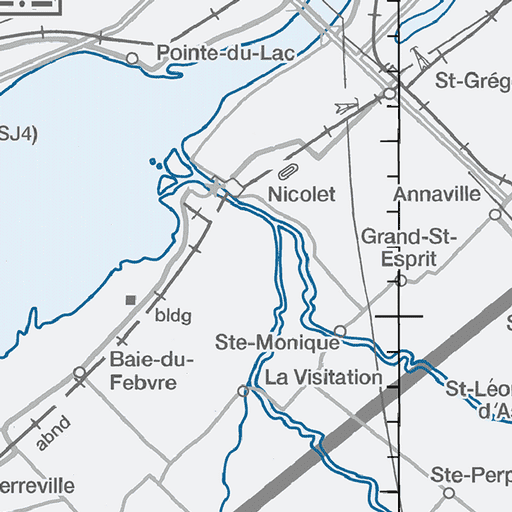 Pointe-du-Lac
St-Grég
SJ4)
Nicolet
Annaville
Grand-St-
Esprit
bldg
Ste-Monique
Baie-du-
Febvre
La Visitation
St-Léo
d'As
abnd
Ste-Perp
erreville